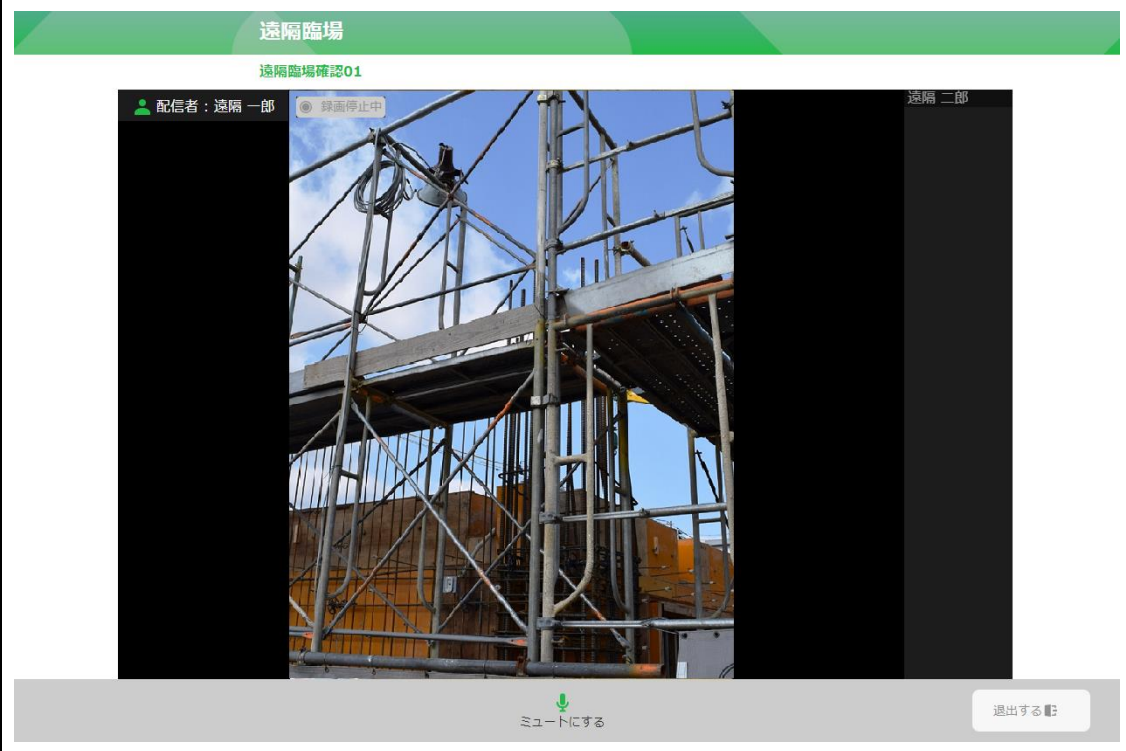 遠隔臨場
遠隔臨場確認01
配信者：遠隔 一郎
録画停止中
遠隔 二郎
ミュートにする
退出する